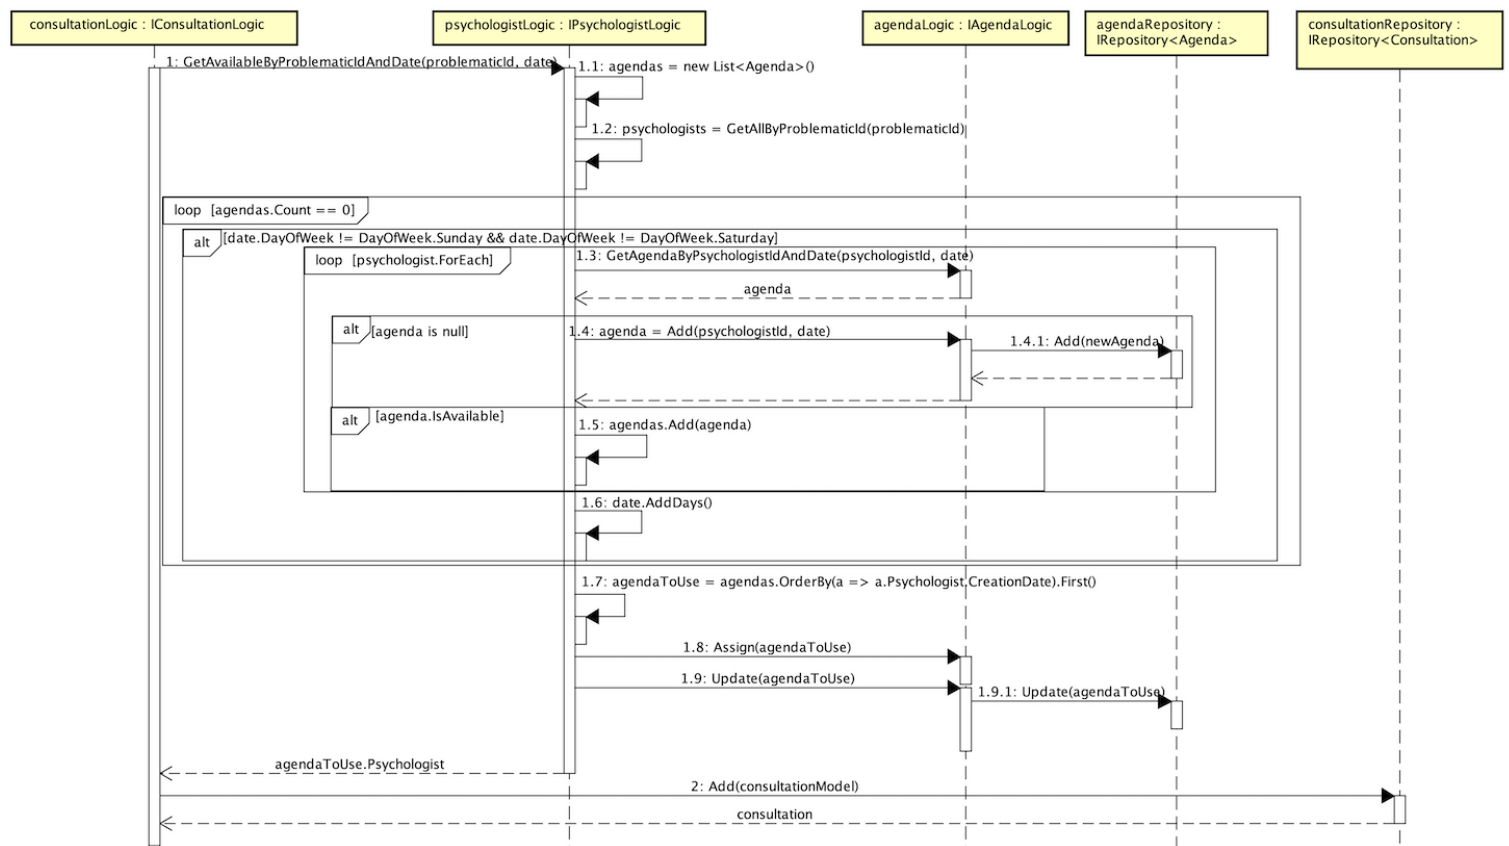 consultationLogic : IConsultationLogic
psychologistLogic : IPsychologistLogic
agendaLogic : IAgendaLogic
agendaRepository :
IRepository<Agenda>
consultationRepository :
IRepository<Consultation>
1: GetAvailableByProblematicIdAndDate(problematicId, date)
1.1: agendas = new List<Agenda>()
1.2: psychologists = GetAllByProblematicId(problematicId)
loop [agendas.Count == 0]
alt [date.DayOfWeek != DayOfWeek.Sunday && date.DayOfWeek != DayOfWeek.Saturday]
loop [psychologist.ForEach]
1.3: GetAgendaByPsychologistIdAndDate(psychologistId, date)
agenda
alt [agenda is null]
1.4: agenda = Add(psychologistId, date)
1.4.1: Add(newAgenda)
alt [agenda.IsAvailable]
1.5: agendas.Add(agenda)
1.6: date.AddDays()
1.7: agendaToUse = agendas.OrderBy(a => a.Psychologist.CreationDate).First()
1.8: Assign(agendaToUse)
1.9: Update(agendaToUse)
1.9.1: Update(agendaToUse)
agendaToUse.Psychologist
2: Add(consultationModel)
consultation